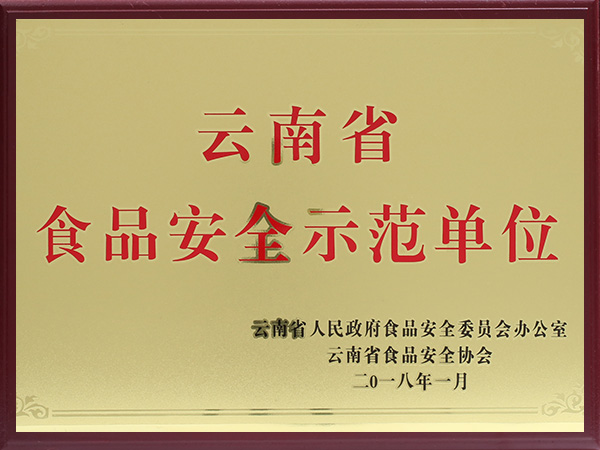 云南省
食品安全示范单位
云南省人民政府食品安全委员会办公室
云南省食品安全协会
二0一八年一月